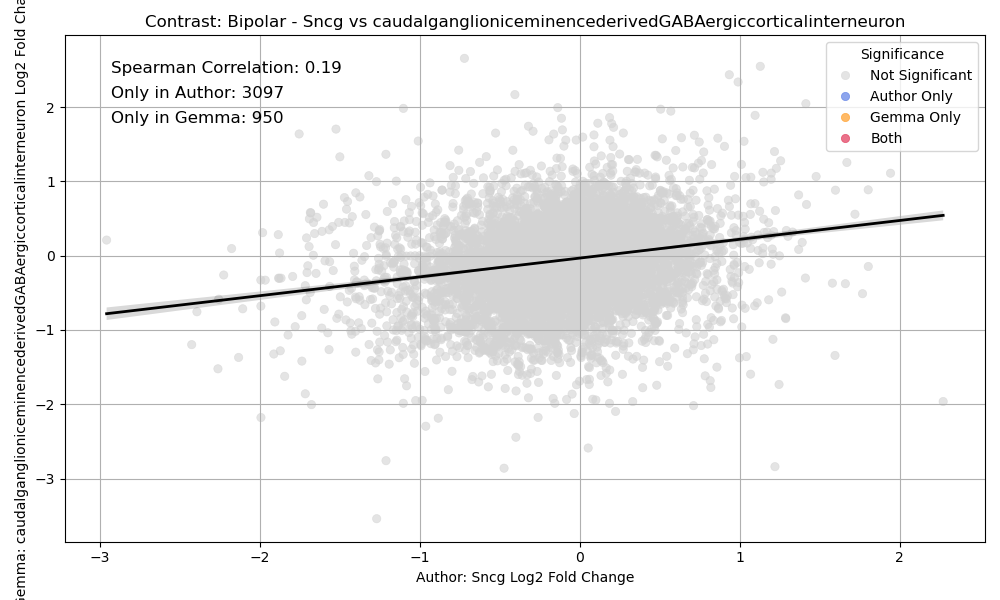 Contrast: Bipolar - Sncg vs caudalganglioniceminencederivedGABAergiccorticalinterneuron
Spearman Correlation: 0.19
Only in Author: 3097
Only in Gemma: 950
Significance
Not Significant
Author Only
Gemma Only
Both
2
1
0
−1
−2
−3
−3
−2
−1
0
1
2
Author: Sncg Log2 Fold Change
caudalganglioniceminencederivedGABAergiccorticalinterneuron Log2 Fold